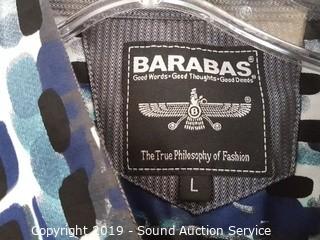 BARABAS®
Good Words • Good Thoughts • Good Deeds
B
The True Philosophy of Fashion
L
Copyright 2019 - Sound Auction Service